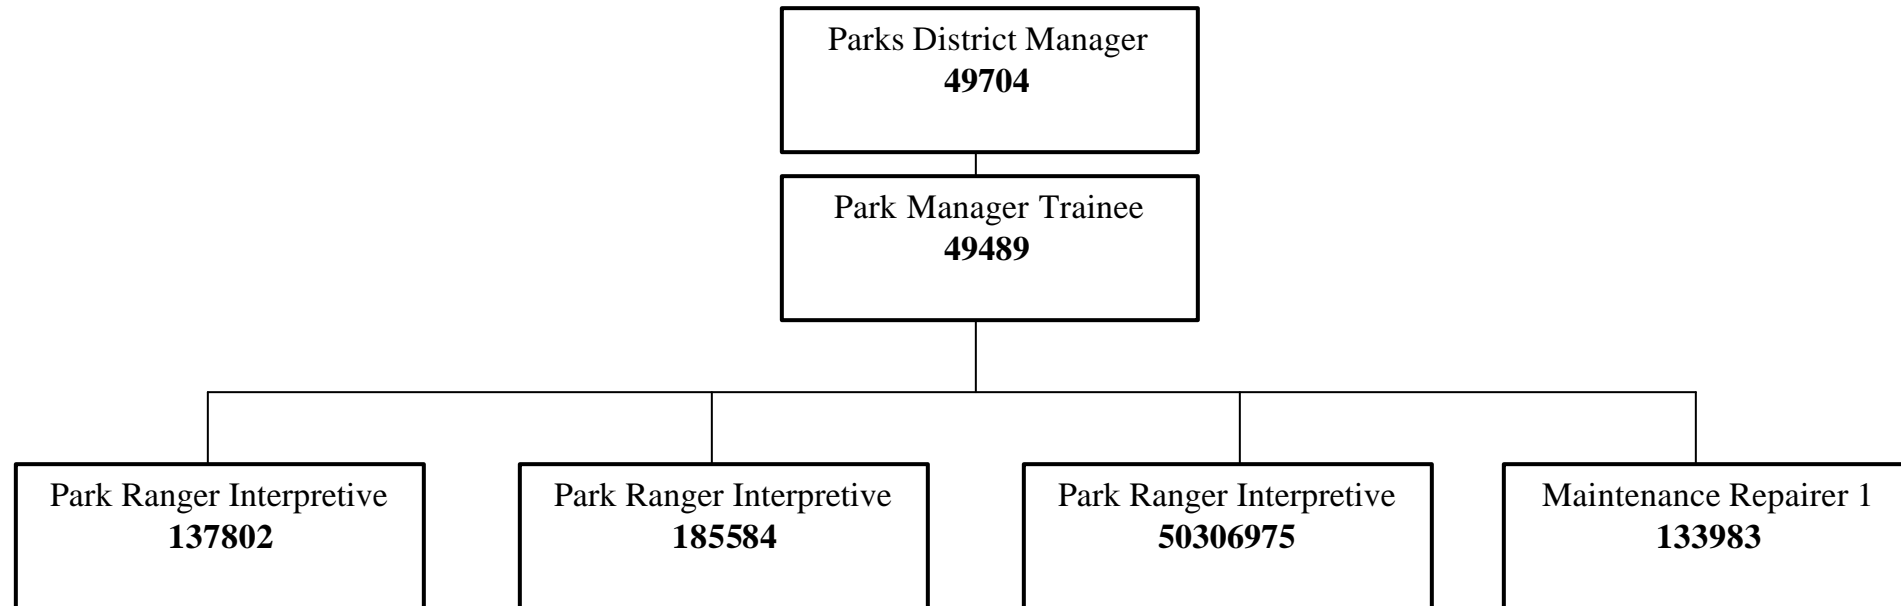 Parks District Manager
49704
Park Manager Trainee
49489
Park Ranger Interpretive
137802
Park Ranger Interpretive
185584
Park Ranger Interpretive
50306975
Maintenance Repairer 1
133983